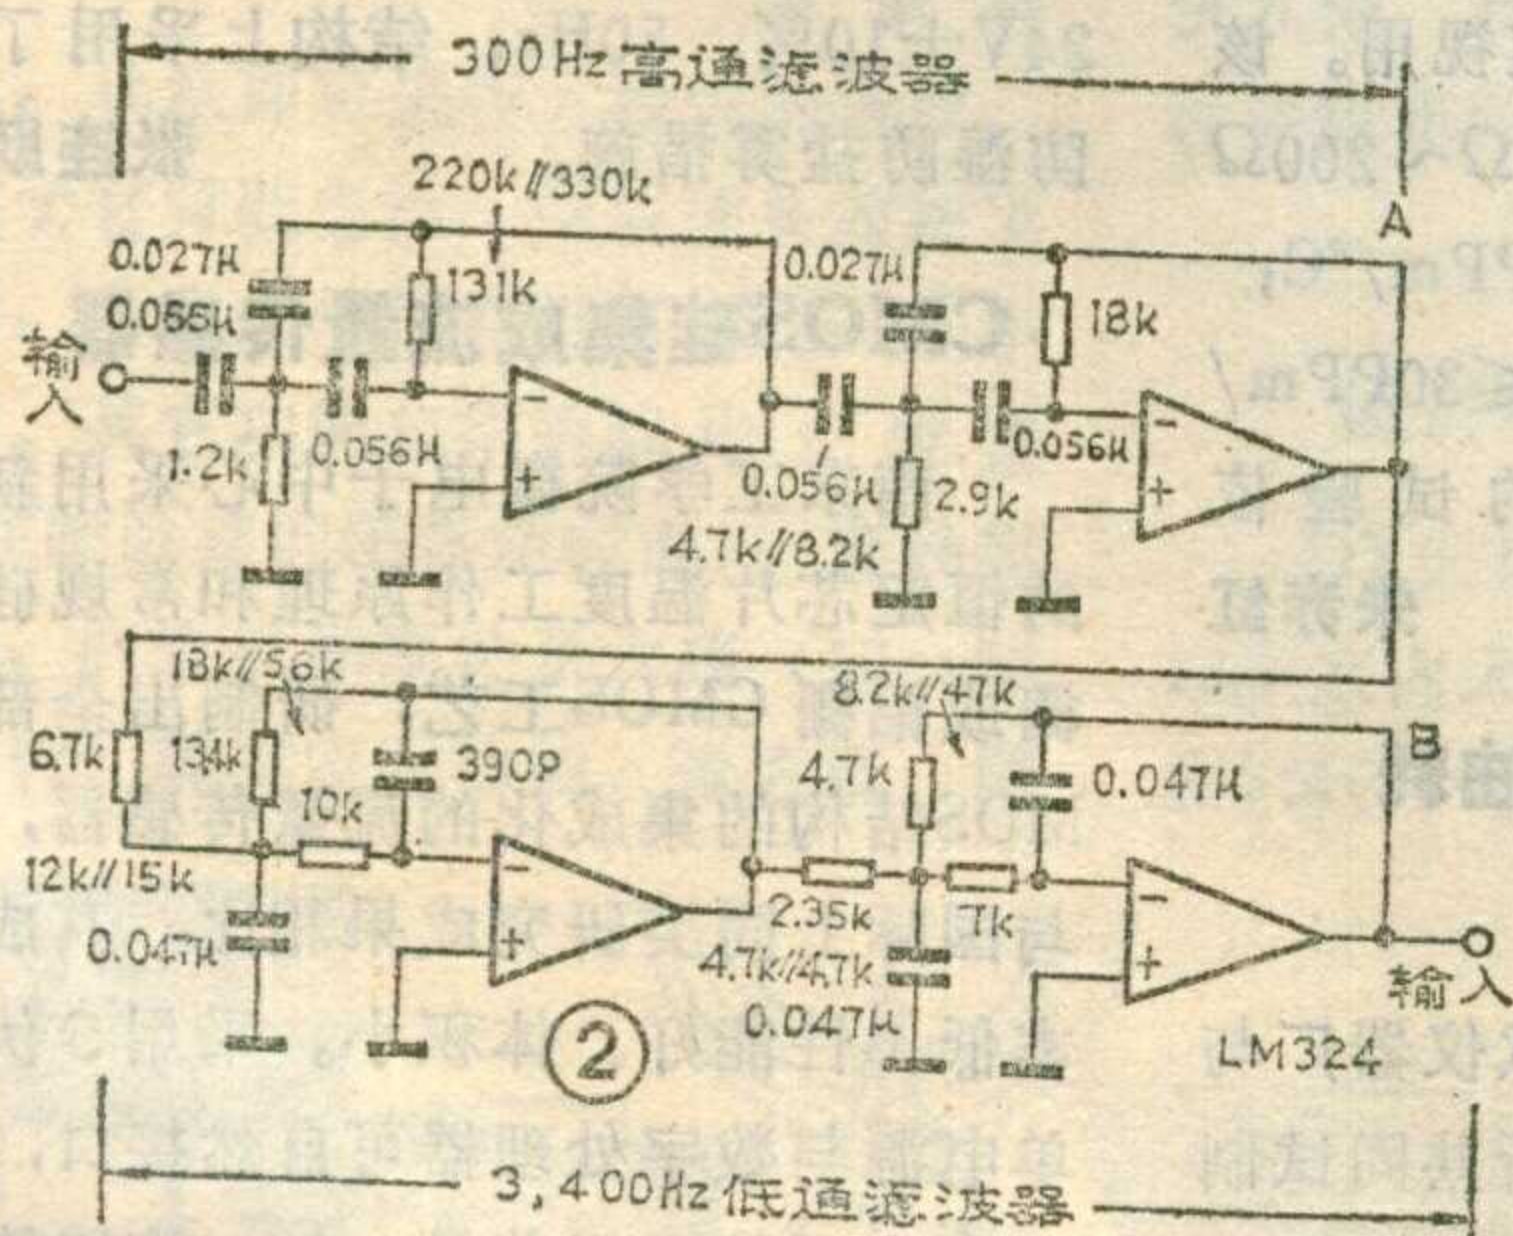 300Hz高通滤波器
220k//330k
A
0.027μ
131k
0.027μ
18k
0.056μ
输入
1.2k
0.056μ
0.056μ
2.9k
0.056μ
4.7k//8.2k
-
+
-
+
18k//56k
8.2k//47k
B
6.7k
13.4k
390P
4.7k
0.047μ
10k
12k//15k
2.35k
7k
0.047μ
4.7k//4.7k
0.047μ
-
+
-
+
输入
②
LM324
3,400Hz低通滤波器